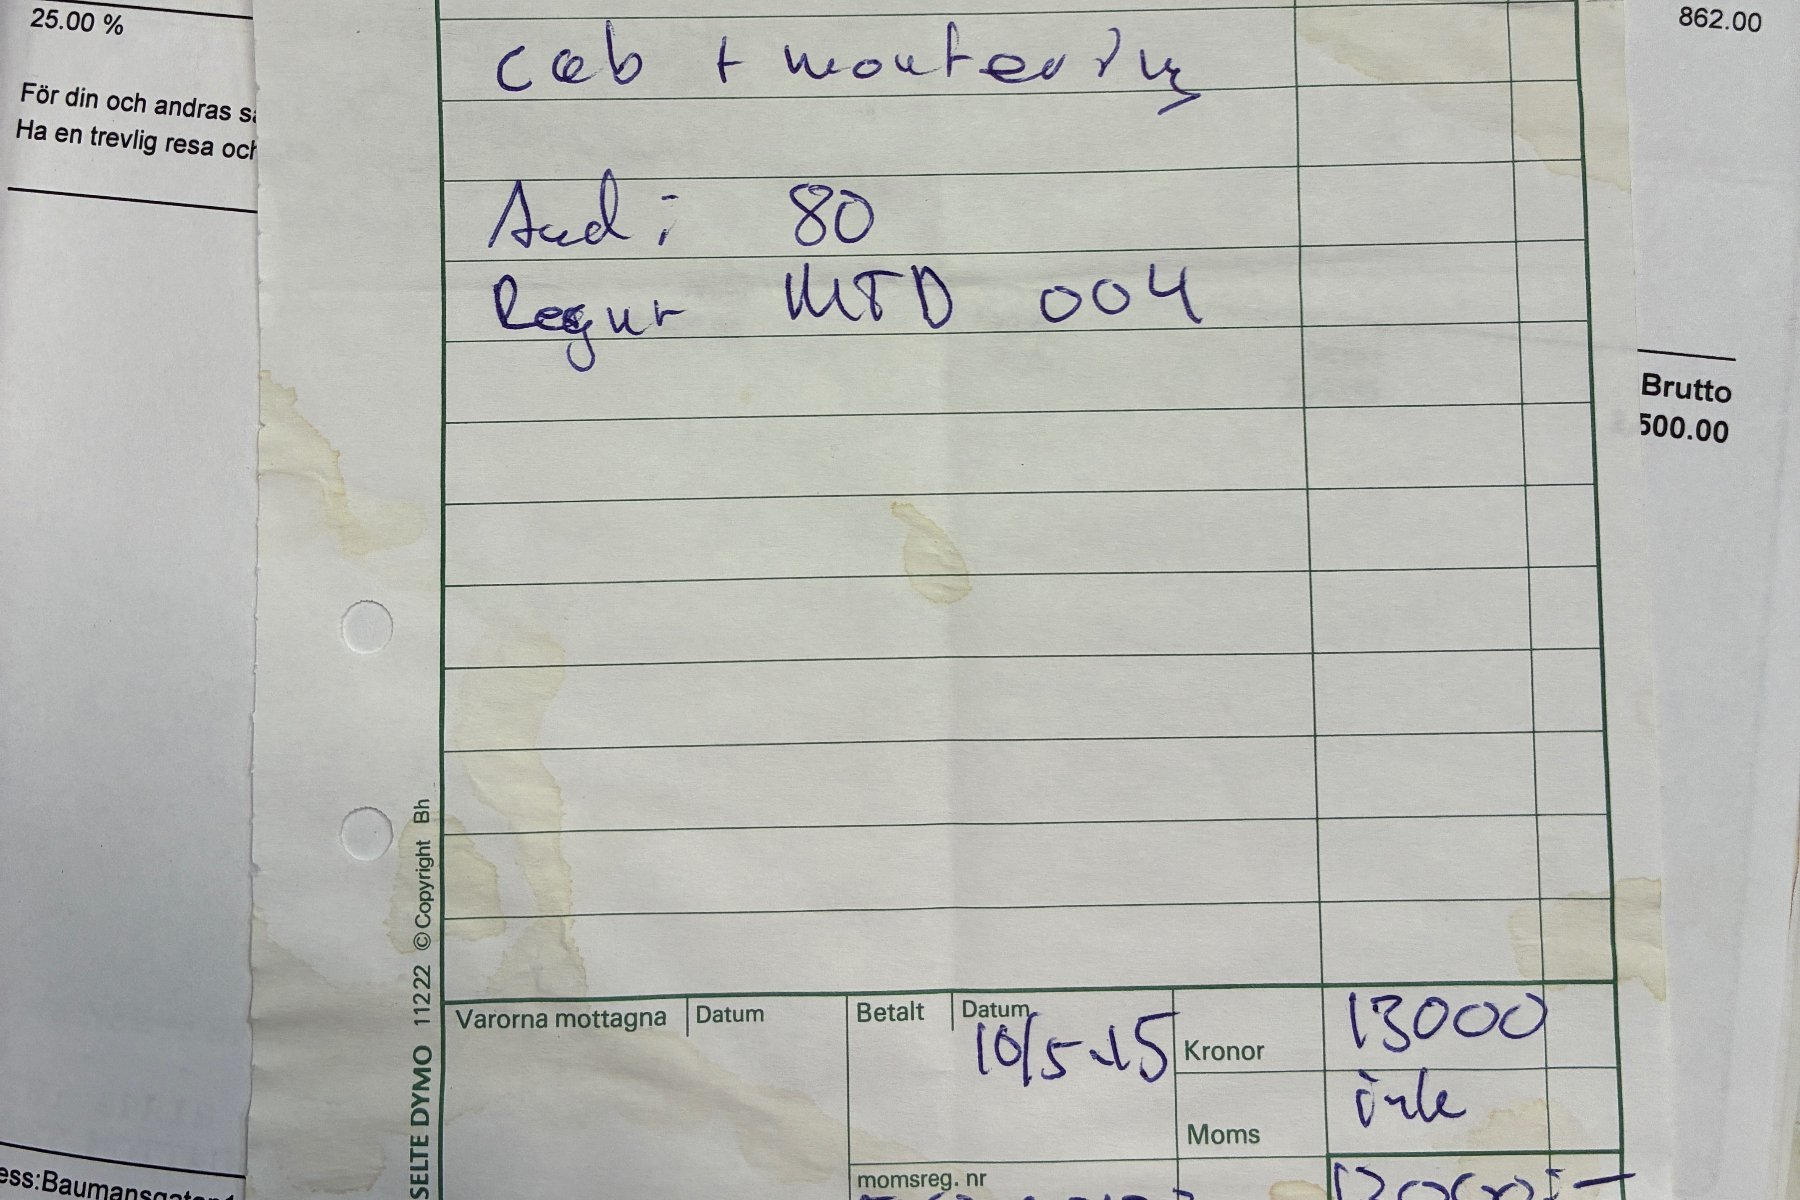 25.00 %
862.00
För din och andras sä
Ha en trevlig resa och
cab + montering
Audi 80
Regnr MTD 004
Brutto
500.00
Varorna mottagna
Datum
Betalt
Datum
10/5-15
Kronor
13000
Moms
inkl
momsreg. nr
13000:-
SELTE DYMO 11222 © Copyright Bh
ess:Baumansgatan